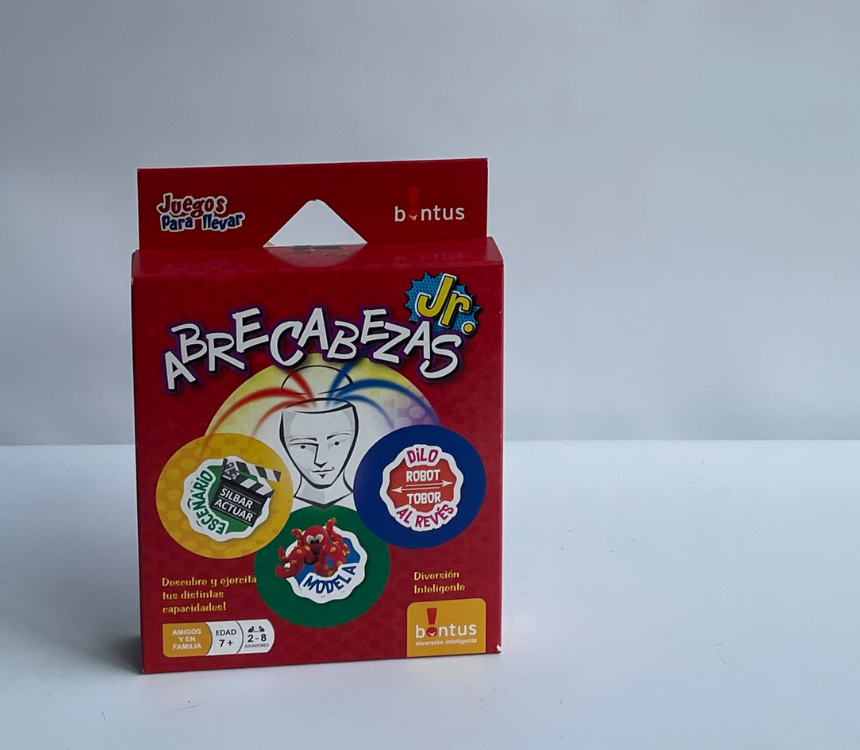 Juegos
Para llevar
bontus
Jr.
ABRECABEZAS
ESCENARIO
SILBAR
ACTUAR
DILO
ROBOT
TOBOR
AL REVÉS
MODELA
Descubre y ejercita
tus distintas
capacidades!
Diversión
Inteligente
AMIGOS
Y EN
FAMILIA
EDAD
7+
2-8
JUGADORES
bontus
diversión inteligente